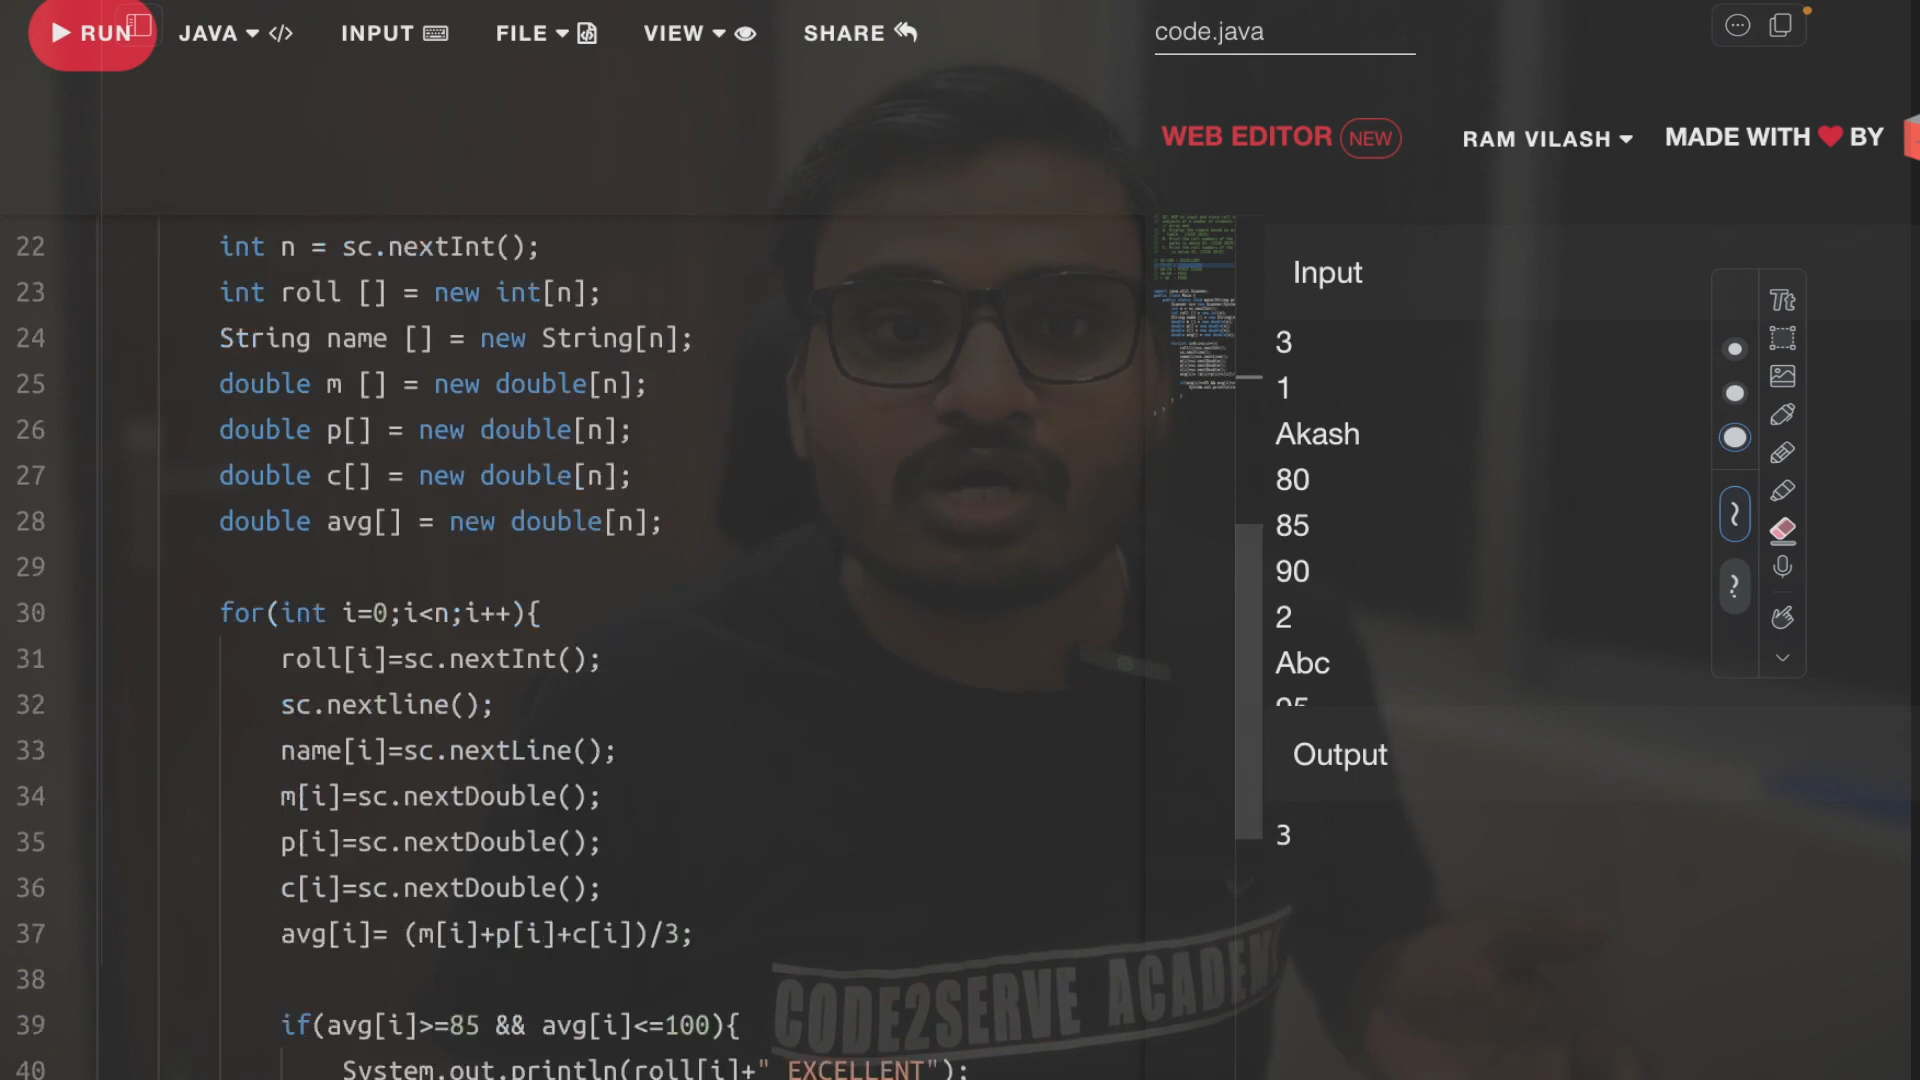 RUN JAVA </> INPUT FILE VIEW SHARE code.java
WEB EDITOR NEW RAM VILASH MADE WITH BY
22 int n = sc.nextInt();
23 int roll [] = new int[n];
24 String name [] = new String[n];
25 double m [] = new double[n];
26 double p[] = new double[n];
27 double c[] = new double[n];
28 double avg[] = new double[n];
29
30 for(int i=0;i<n;i++){
31 roll[i]=sc.nextInt();
32 sc.nextline();
33 name[i]=sc.nextLine();
34 m[i]=sc.nextDouble();
35 p[i]=sc.nextDouble();
36 c[i]=sc.nextDouble();
37 avg[i]= (m[i]+p[i]+c[i])/3;
38
39 if(avg[i]>=85 && avg[i]<=100){
40 System.out.println(roll[i]+" EXCELLENT");
Input
3
1
Akash
80
85
90
2
Abc
Output
3
Tt
CODE2SERVE ACADEM